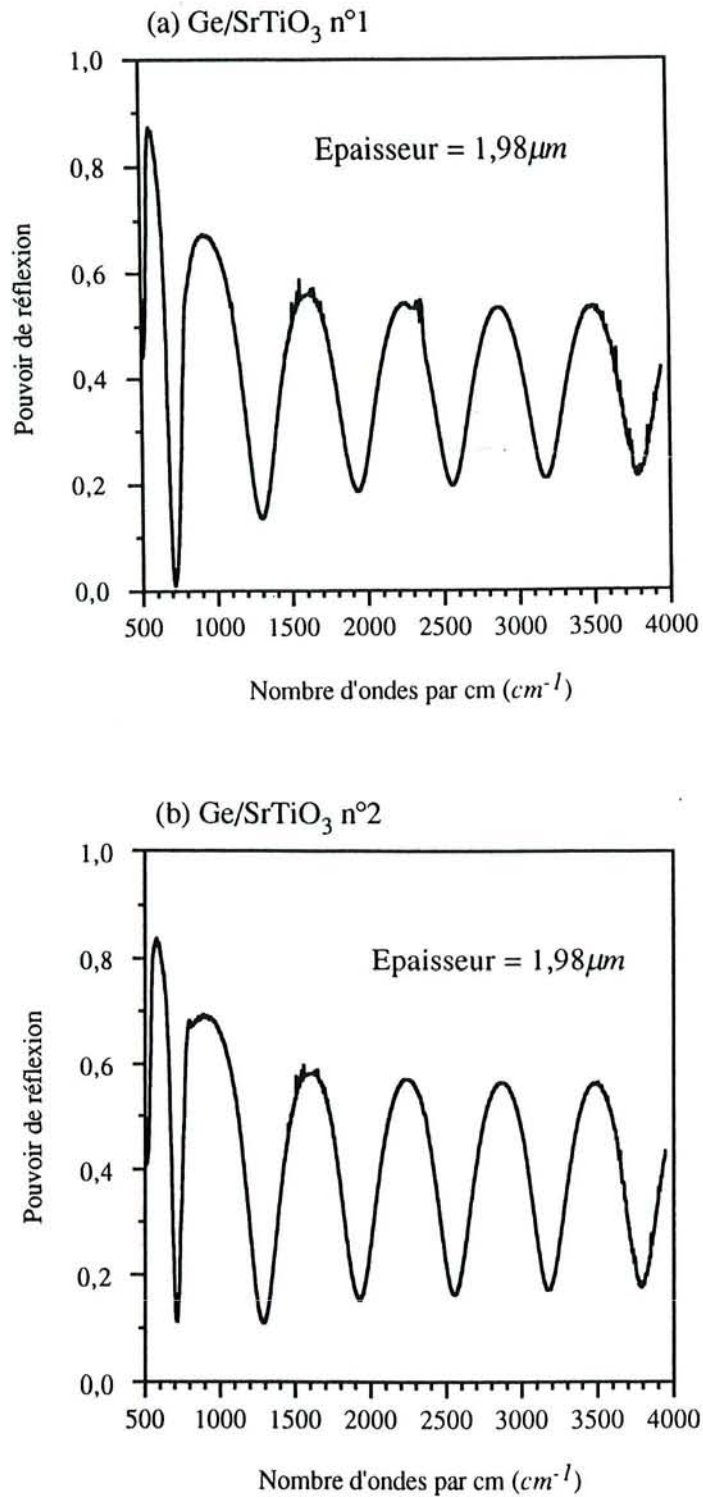 (a) Ge/SrTiO3 n°1
1,0
0,8
0,6
0,4
0,2
0,0
Pouvoir de réflexion
Epaisseur = 1,98µm
500 1000 1500 2000 2500 3000 3500 4000
Nombre d'ondes par cm (cm-1)
(b) Ge/SrTiO3 n°2
1,0
0,8
0,6
0,4
0,2
0,0
Pouvoir de réflexion
Epaisseur = 1,98µm
500 1000 1500 2000 2500 3000 3500 4000
Nombre d'ondes par cm (cm-1)